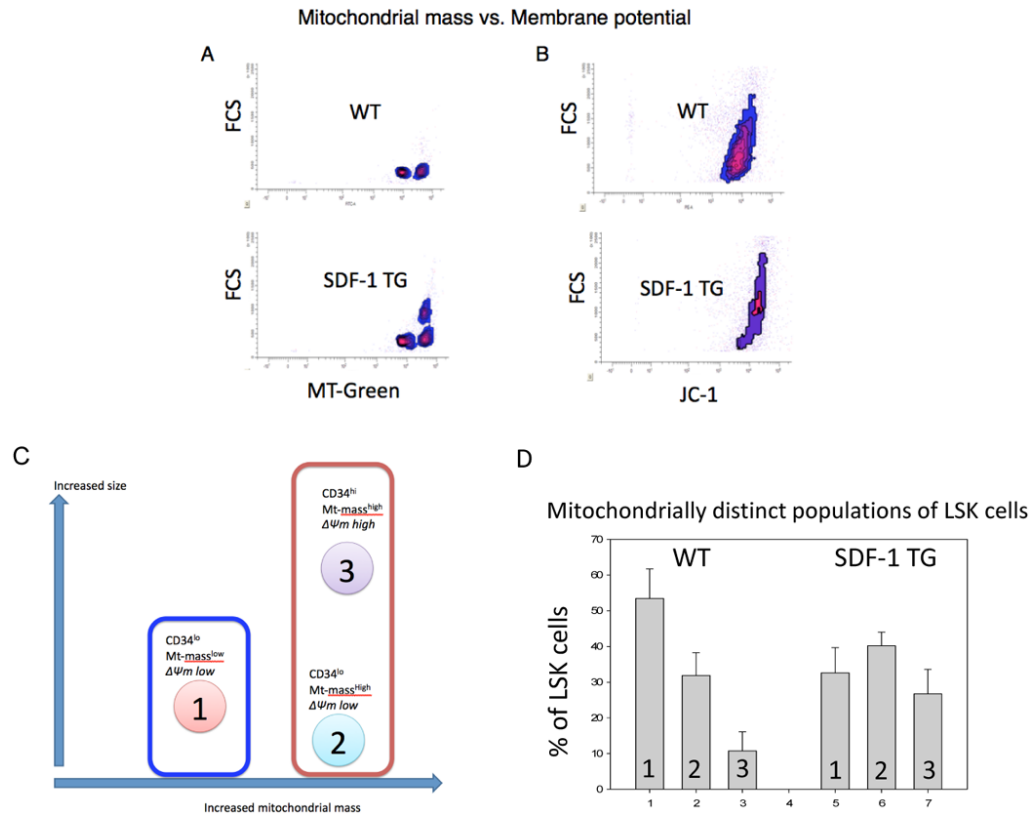 Mitochondrial mass vs. Membrane potential
A
FCS
WT
FCS
SDF-1 TG
MT-Green
B
FCS
WT
FCS
SDF-1 TG
JC-1
C
Increased size
CD34hi
Mt-masshigh
ΔΨm high
3
CD34lo
Mt-masslow
ΔΨm low
1
CD34lo
Mt-massHigh
ΔΨm low
2
Increased mitochondrial mass
D
Mitochondrially distinct populations of LSK cells
WT
SDF-1 TG
% of LSK cells
70
60
50
40
30
20
10
0
1 2 3 1 2 3
1 2 3 4 5 6 7